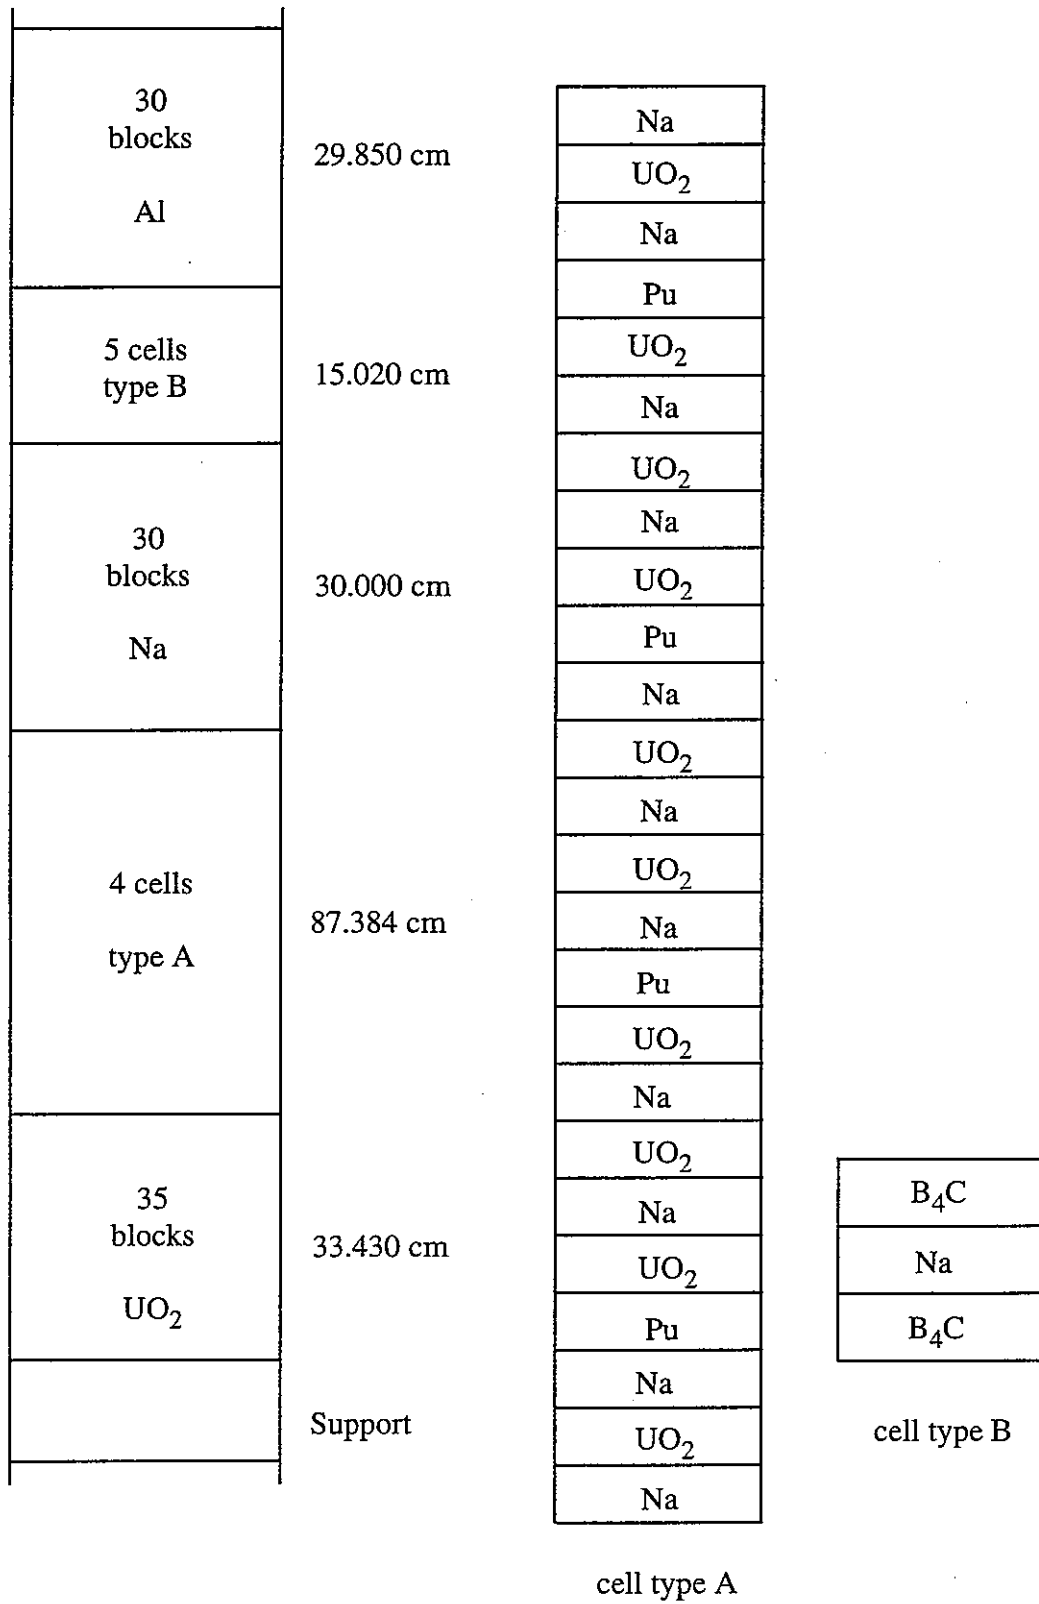 30
blocks
Al
29.850 cm
5 cells
type B
15.020 cm
30
blocks
Na
30.000 cm
4 cells
type A
87.384 cm
35
blocks
UO2
33.430 cm
Support
Na
UO2
Na
Pu
UO2
Na
UO2
Na
UO2
Pu
Na
UO2
Na
UO2
Na
Pu
UO2
Na
UO2
Na
UO2
Pu
Na
UO2
Na
cell type A
B4C
Na
B4C
cell type B